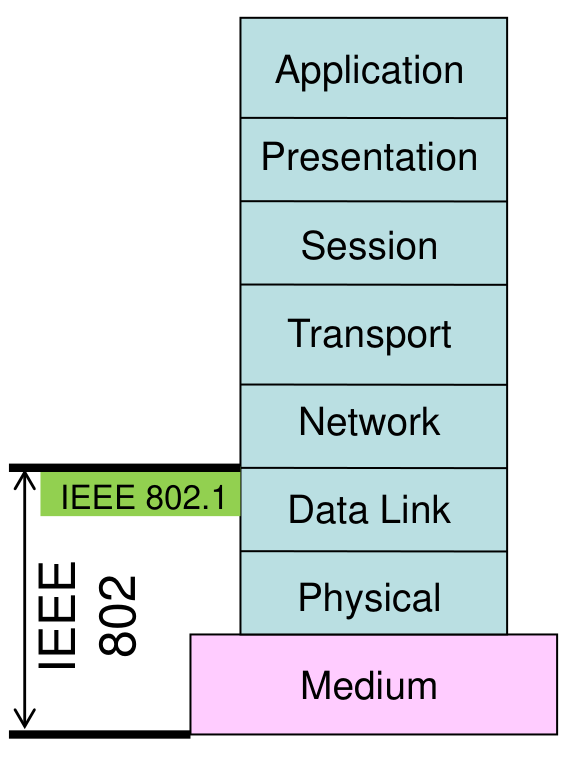 Application
Presentation
Session
Transport
Network
IEEE 802.1
Data Link
IEEE
802
Physical
Medium